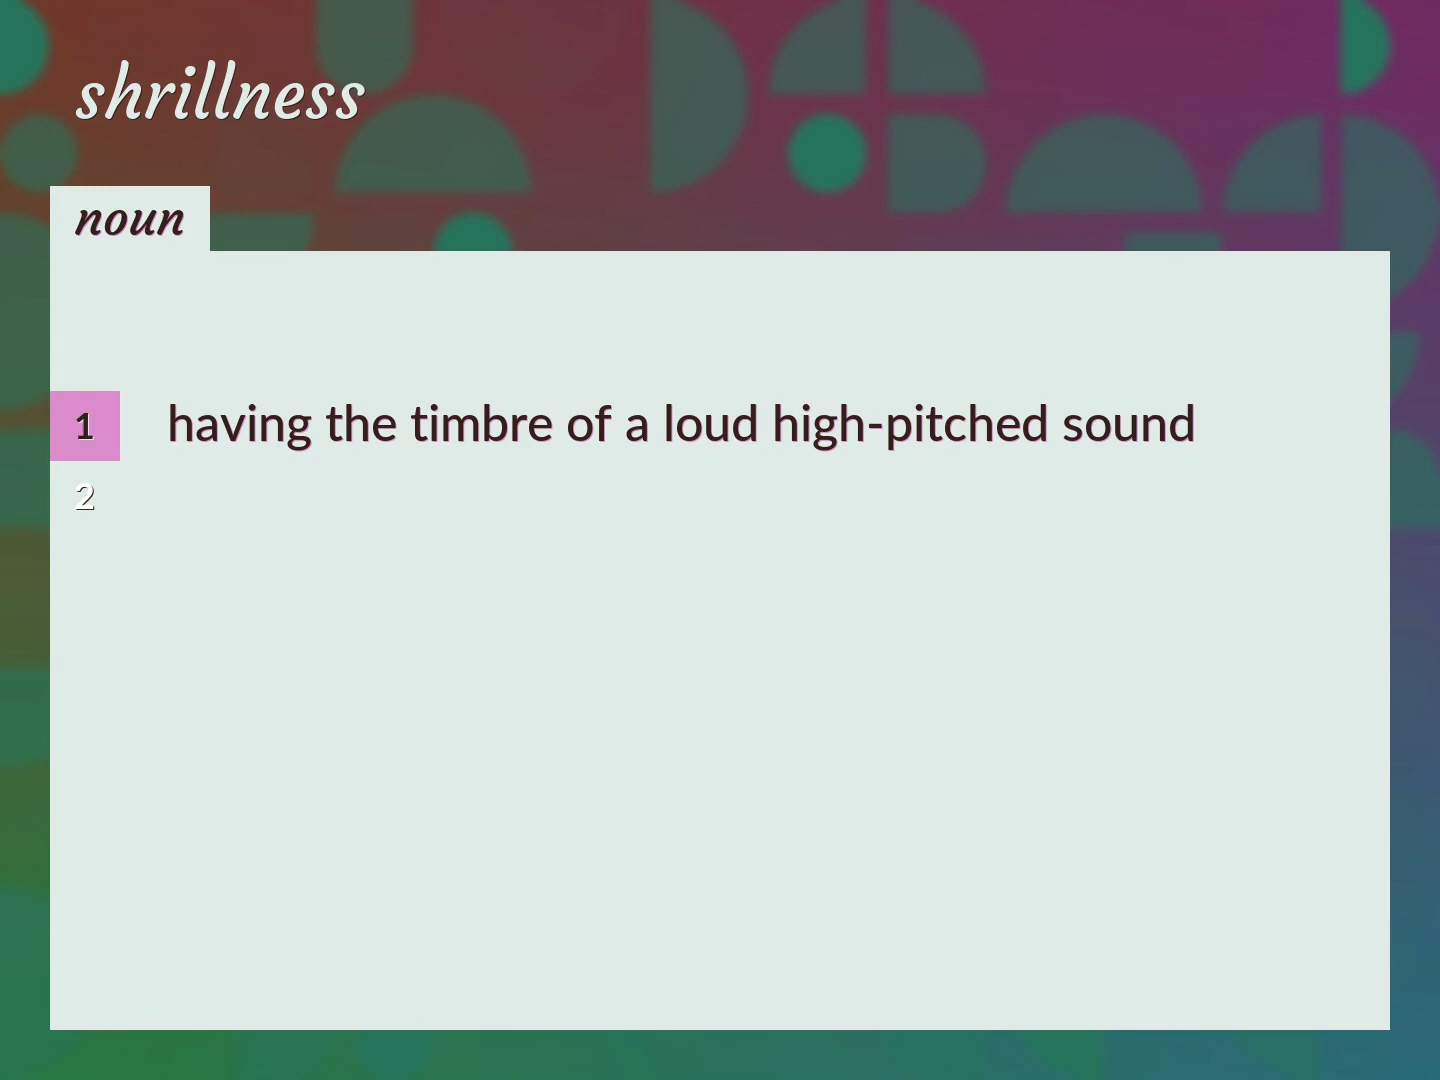 shrillness
noun
1 having the timbre of a loud high-pitched sound
2